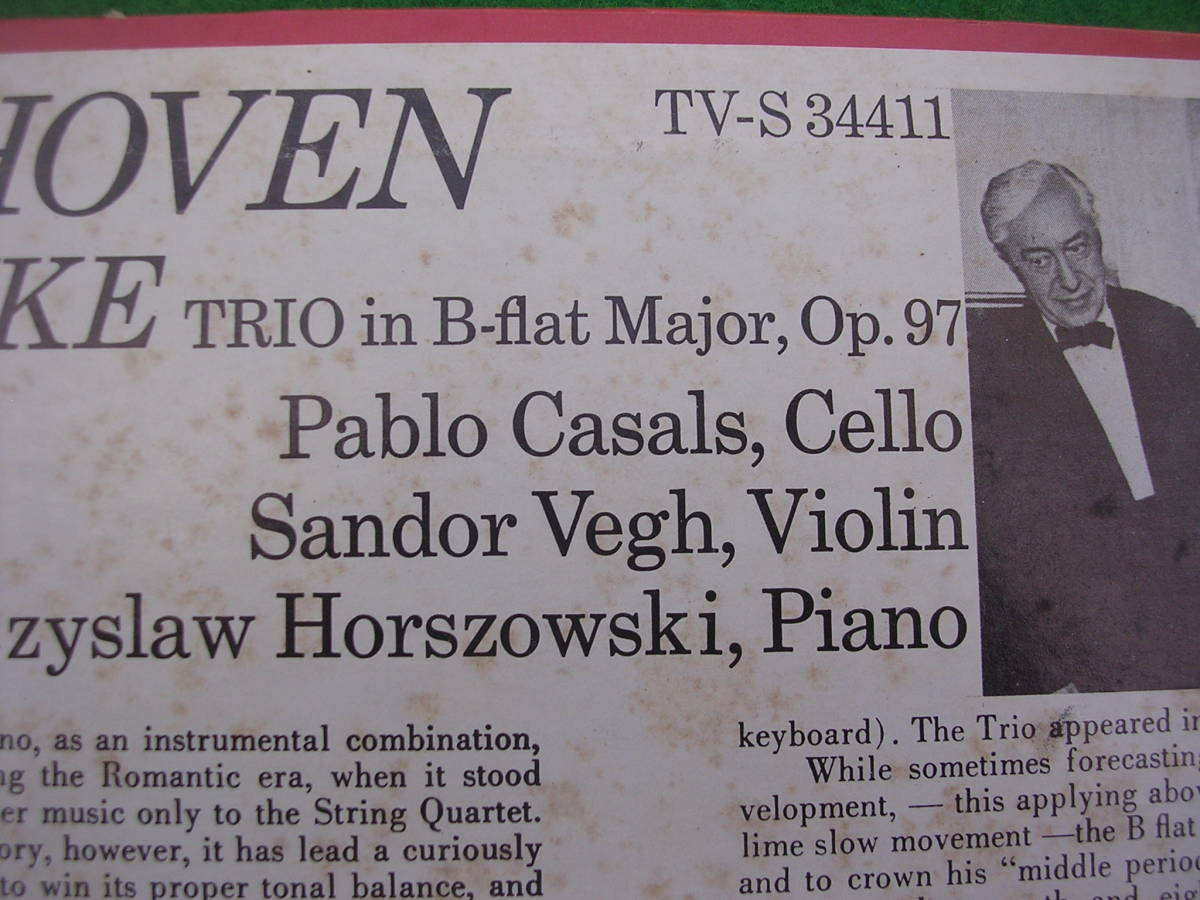 HOVEN
TV-S 34411
KE TRIO in B-flat Major, Op. 97
Pablo Casals, Cello
Sandor Vegh, Violin
zyslaw Horszowski, Piano
no, as an instrumental combination,
the Romantic era, when it stood
er music only to the String Quartet.
ory, however, it has lead a curiously
to win its proper tonal balance, and
keyboard). The Trio appeared in
While sometimes forecasting
velopment, — this applying abov
lime slow movement —the B flat
and to crown his "middle period